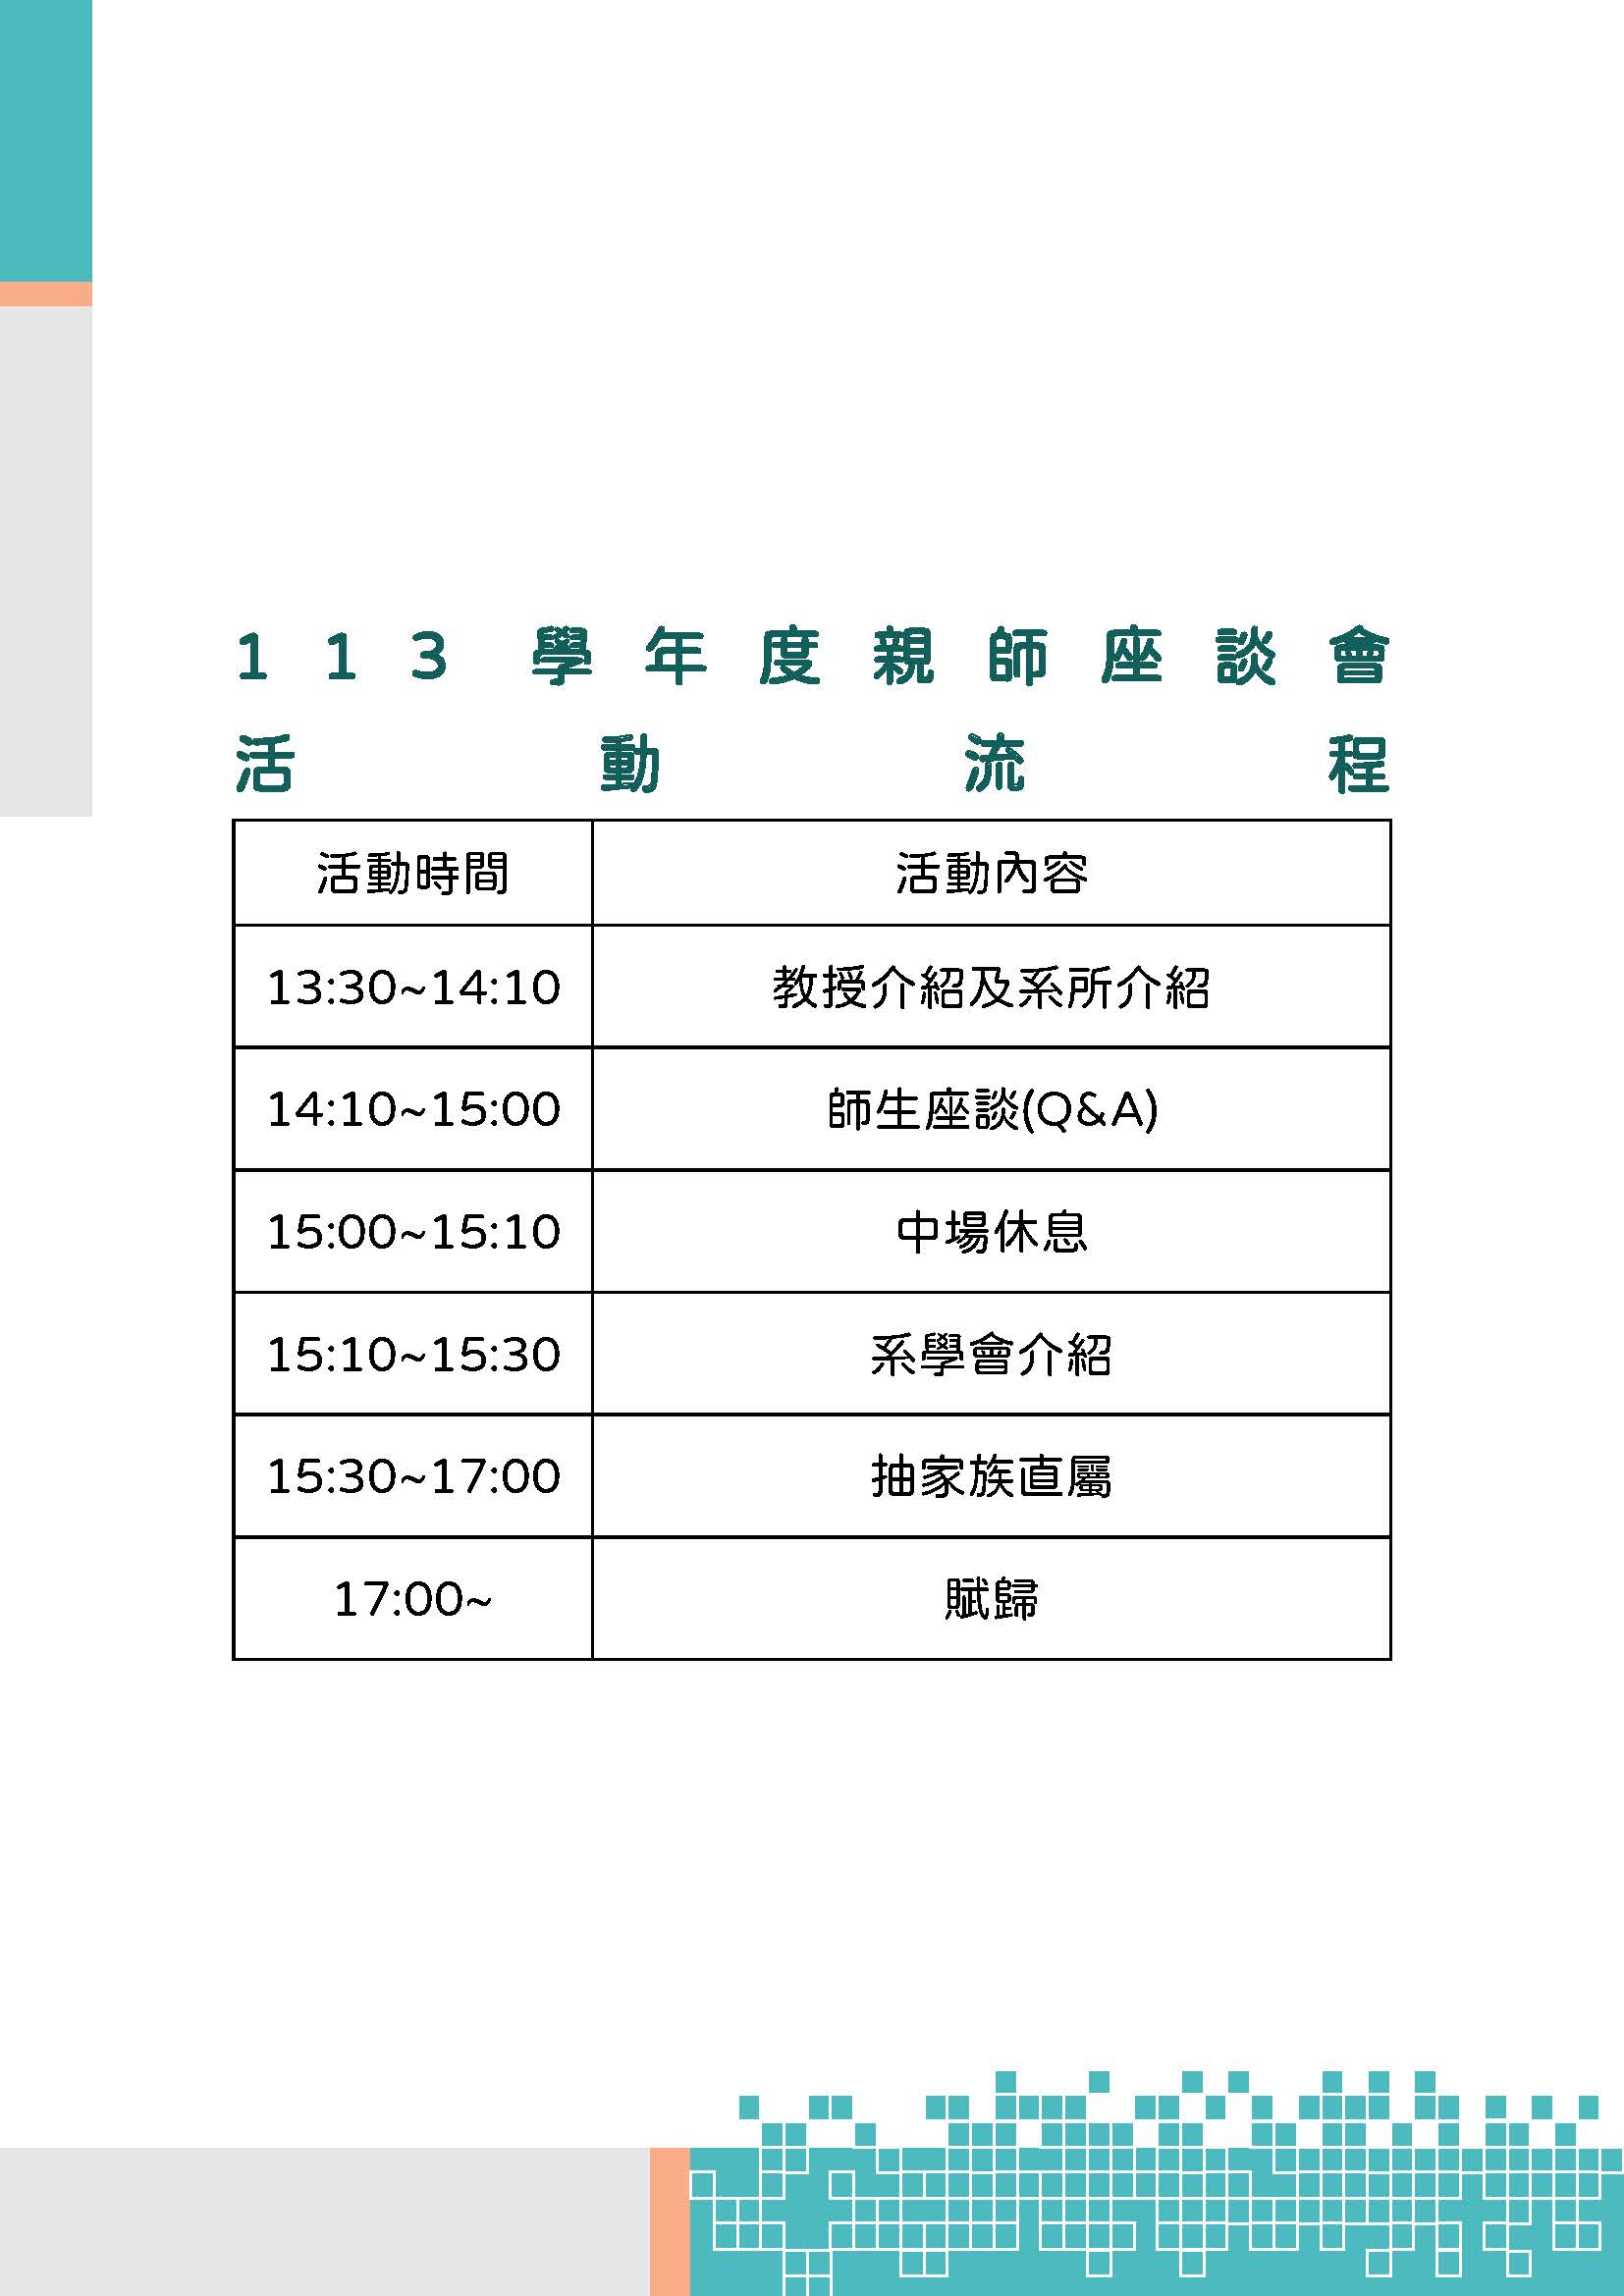 113 學年度親師座談會
活動流程
活動時間 活動內容
13:30~14:10 教授介紹及系所介紹
14:10~15:00 師生座談(Q&A)
15:00~15:10 中場休息
15:10~15:30 系學會介紹
15:30~17:00 抽家族直屬
17:00~ 賦歸